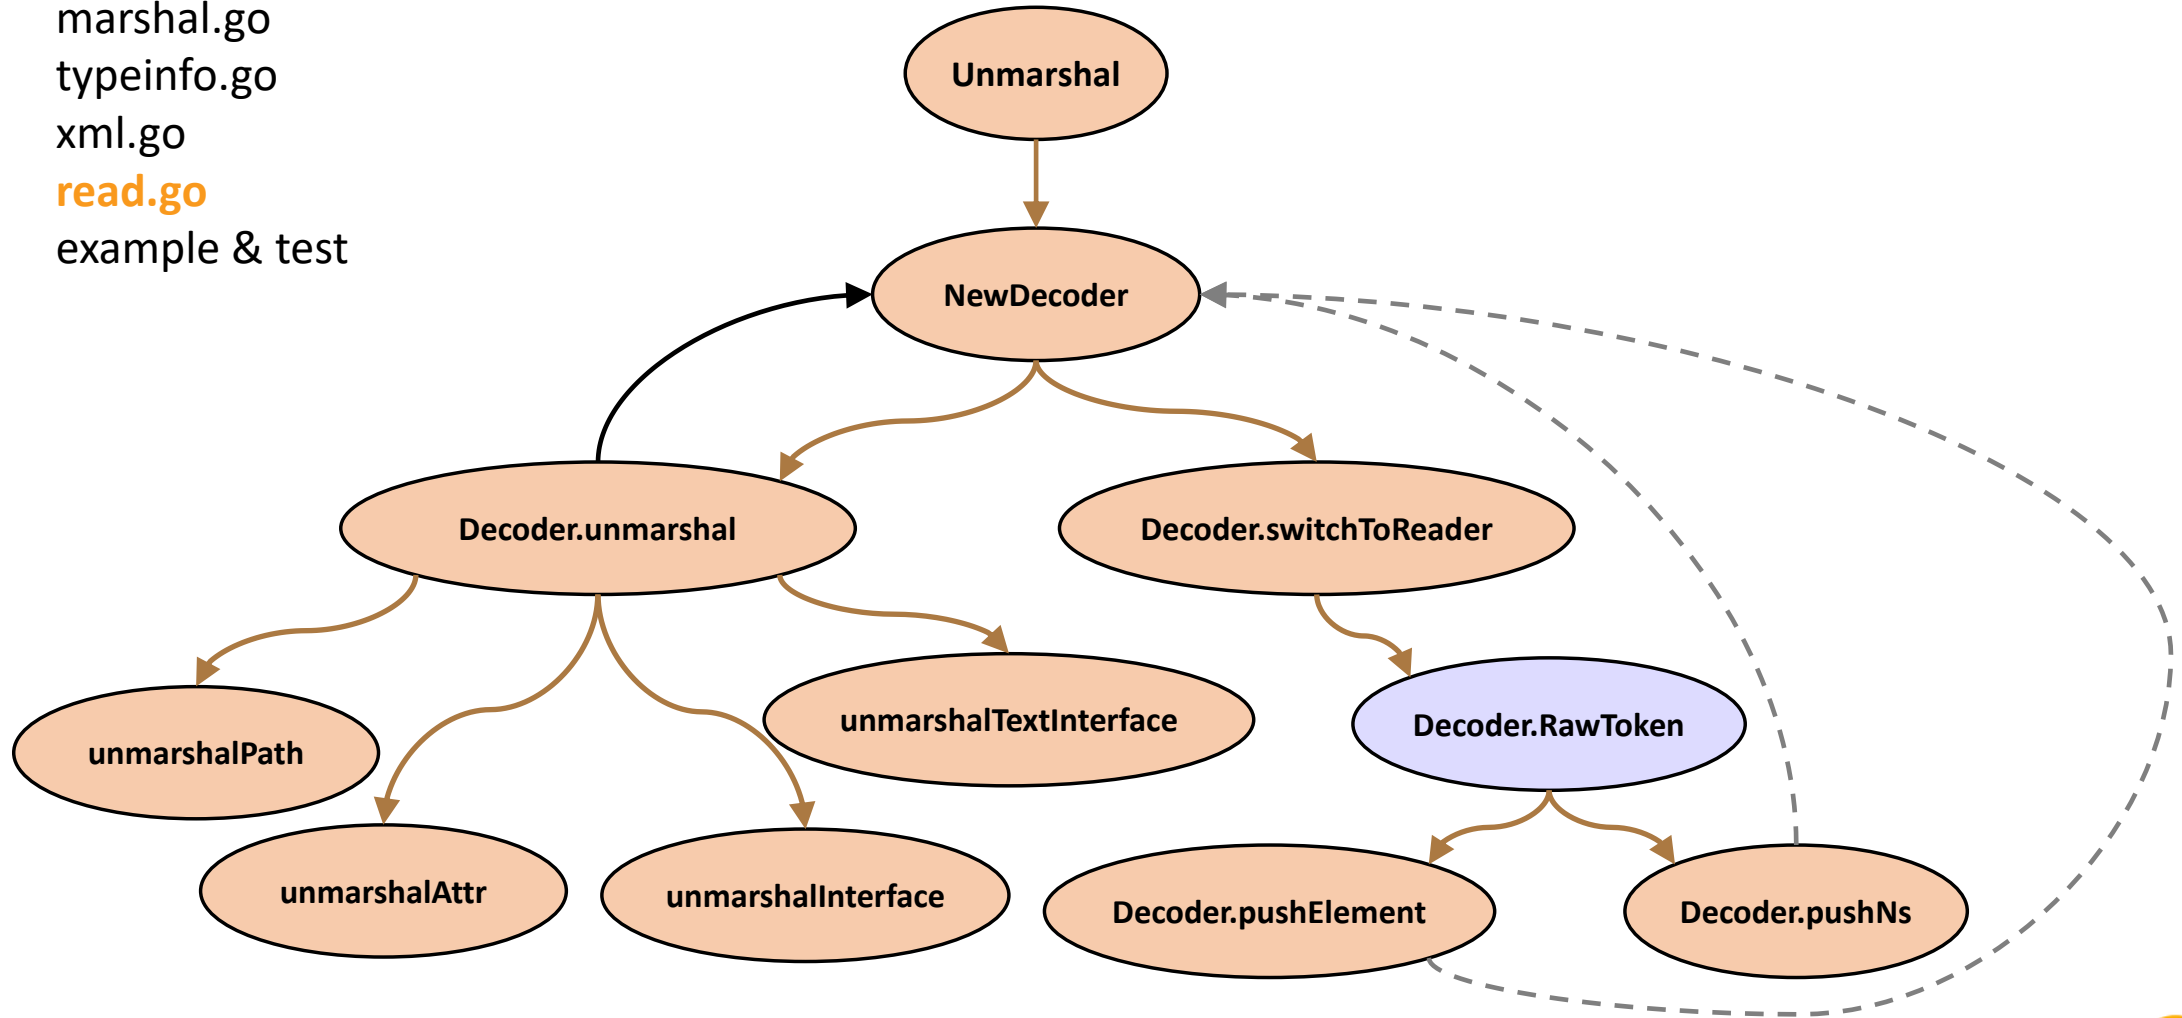 marshal.go
typeinfo.go
xml.go
read.go
example & test
Unmarshal
NewDecoder
Decoder.unmarshal
Decoder.switchToReader
unmarshalPath
unmarshalTextInterface
Decoder.RawToken
unmarshalAttr
unmarshalInterface
Decoder.pushElement
Decoder.pushNs